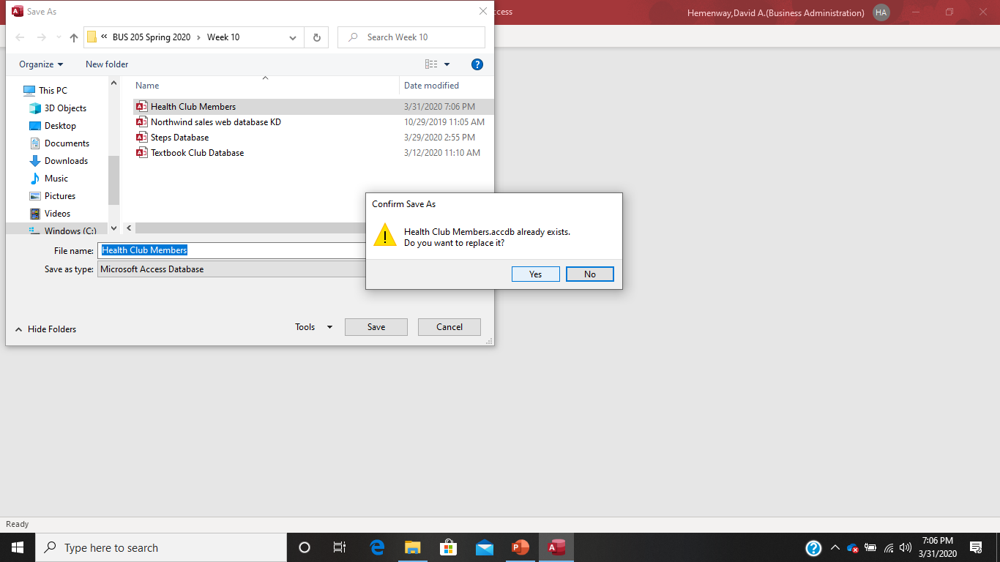 Save As
ccess
Hemenway,David A.(Business Administration)
HA
« BUS 205 Spring 2020 › Week 10
Search Week 10
Organize
New folder
?
This PC
3D Objects
Desktop
Documents
Downloads
Music
Pictures
Videos
Windows (C:)
Name
Date modified
Health Club Members 3/31/2020 7:06 PM
Northwind sales web database KD 10/29/2019 11:05 AM
Steps Database 3/29/2020 2:55 PM
Textbook Club Database 3/12/2020 11:10 AM
Confirm Save As
Health Club Members.accdb already exists.
Do you want to replace it?
Yes
No
File name: Health Club Members
Save as type: Microsoft Access Database
Hide Folders
Tools
Save
Cancel
Ready
Type here to search
7:06 PM
3/31/2020